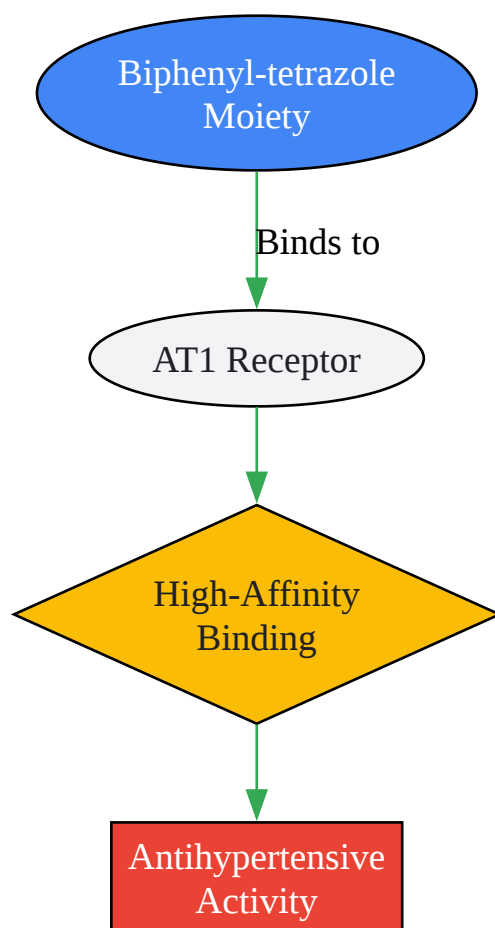 Biphenyl-tetrazole
Moiety
Binds to
AT1 Receptor
High-Affinity
Binding
Antihypertensive
Activity